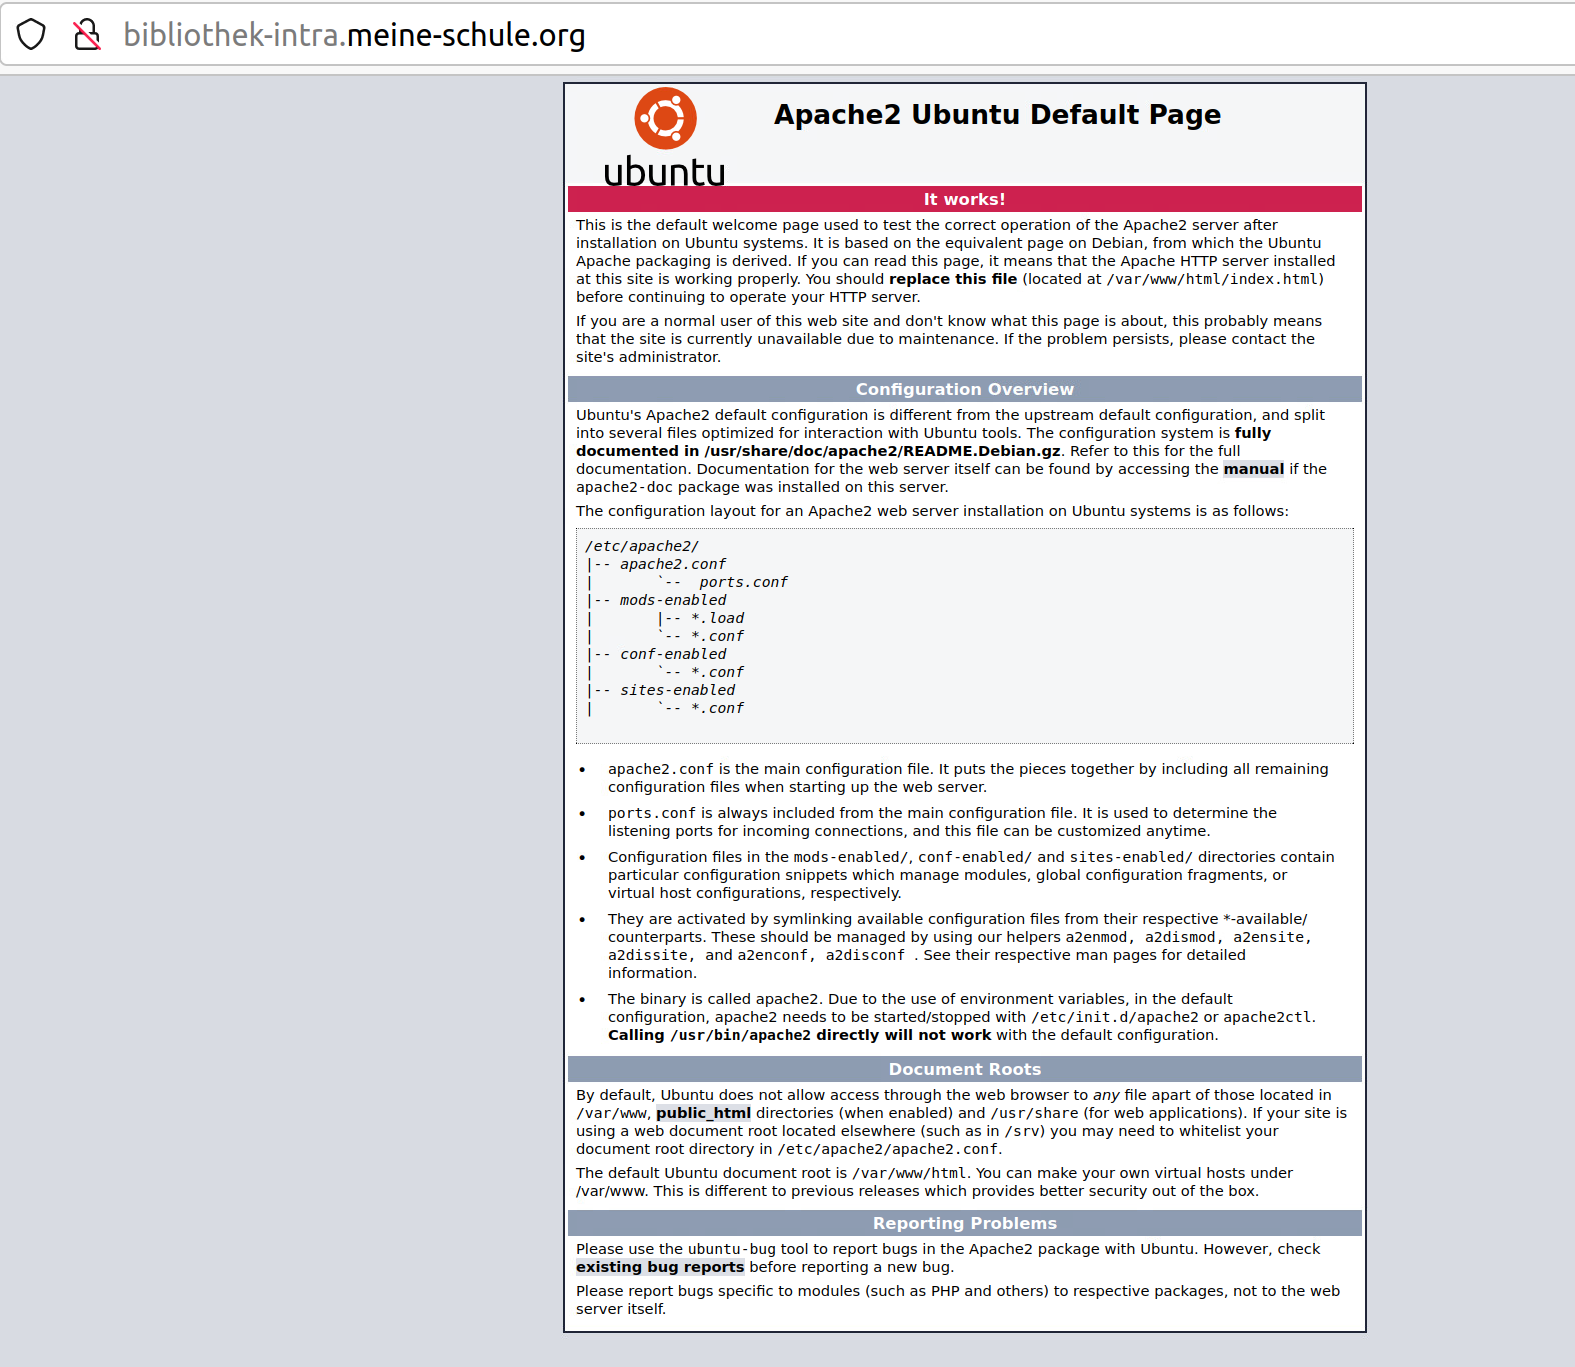 bibliothek-intra.meine-schule.org
ubuntu
Apache2 Ubuntu Default Page
It works!
This is the default welcome page used to test the correct operation of the Apache2 server after
installation on Ubuntu systems. It is based on the equivalent page on Debian, from which the Ubuntu
Apache packaging is derived. If you can read this page, it means that the Apache HTTP server installed
at this site is working properly. You should replace this file (located at /var/www/html/index.html)
before continuing to operate your HTTP server.
If you are a normal user of this web site and don't know what this page is about, this probably means
that the site is currently unavailable due to maintenance. If the problem persists, please contact the
site's administrator.
Configuration Overview
Ubuntu's Apache2 default configuration is different from the upstream default configuration, and split
into several files optimized for interaction with Ubuntu tools. The configuration system is fully
documented in /usr/share/doc/apache2/README.Debian.gz. Refer to this for the full
documentation. Documentation for the web server itself can be found by accessing the manual if the
apache2-doc package was installed on this server.
The configuration layout for an Apache2 web server installation on Ubuntu systems is as follows:
/etc/apache2/
|-- apache2.conf
|       `--  ports.conf
|-- mods-enabled
|       |-- *.load
|       `-- *.conf
|-- conf-enabled
|       `-- *.conf
|-- sites-enabled
|       `-- *.conf
• apache2.conf is the main configuration file. It puts the pieces together by including all remaining
configuration files when starting up the web server.
• ports.conf is always included from the main configuration file. It is used to determine the
listening ports for incoming connections, and this file can be customized anytime.
• Configuration files in the mods-enabled/, conf-enabled/ and sites-enabled/ directories contain
particular configuration snippets which manage modules, global configuration fragments, or
virtual host configurations, respectively.
• They are activated by symlinking available configuration files from their respective *-available/
counterparts. These should be managed by using our helpers a2enmod, a2dismod, a2ensite,
a2dissite, and a2enconf, a2disconf . See their respective man pages for detailed
information.
• The binary is called apache2. Due to the use of environment variables, in the default
configuration, apache2 needs to be started/stopped with /etc/init.d/apache2 or apache2ctl.
Calling /usr/bin/apache2 directly will not work with the default configuration.
Document Roots
By default, Ubuntu does not allow access through the web browser to any file apart of those located in
/var/www, public_html directories (when enabled) and /usr/share (for web applications). If your site is
using a web document root located elsewhere (such as in /srv) you may need to whitelist your
document root directory in /etc/apache2/apache2.conf.
The default Ubuntu document root is /var/www/html. You can make your own virtual hosts under
/var/www. This is different to previous releases which provides better security out of the box.
Reporting Problems
Please use the ubuntu-bug tool to report bugs in the Apache2 package with Ubuntu. However, check
existing bug reports before reporting a new bug.
Please report bugs specific to modules (such as PHP and others) to respective packages, not to the web
server itself.